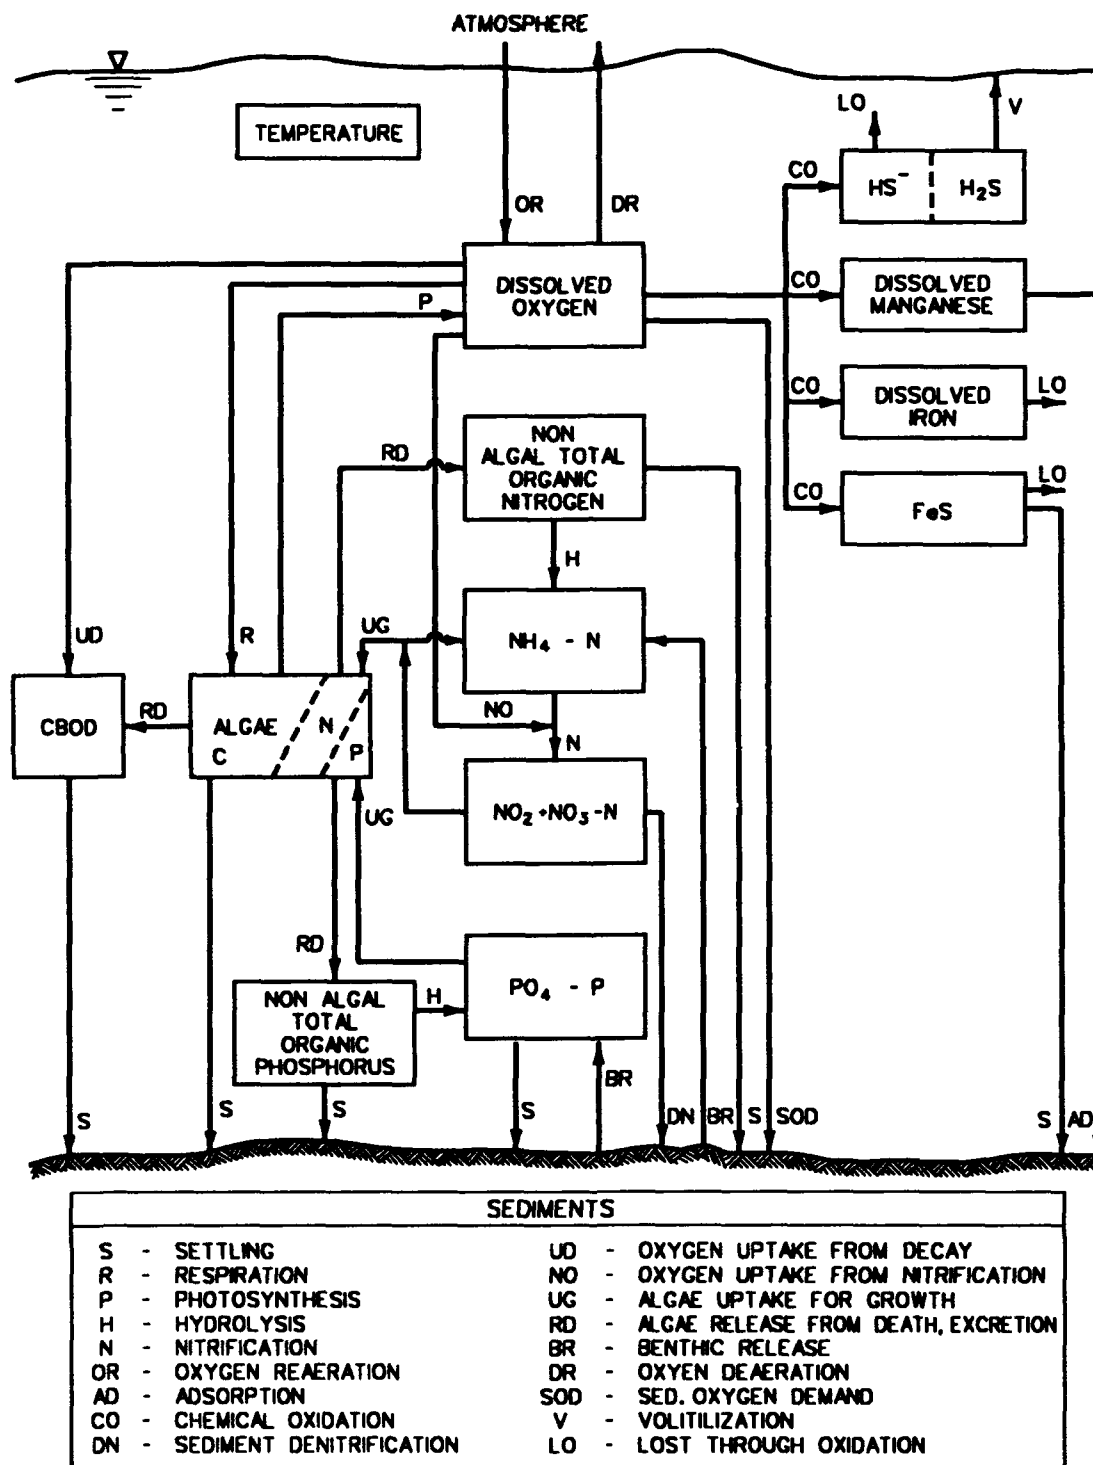 ATMOSPHERE
TEMPERATURE
LO
V
CO
HS⁻
H₂S
OR
DR
DISSOLVED
OXYGEN
P
CO
DISSOLVED
MANGANESE
CO
DISSOLVED
IRON
LO
RD
NON
ALGAL TOTAL
ORGANIC
NITROGEN
CO
FeS
LO
H
UD
R
UG
NH₄ - N
CBOD
RD
ALGAE
C
N
P
NO
N
UG
NO₂+NO₃-N
RD
NON ALGAL
TOTAL
ORGANIC
PHOSPHORUS
H
PO₄ - P
BR
S
S
S
S
DN
BR
S
SOD
S
AD
SEDIMENTS
S - SETTLING
R - RESPIRATION
P - PHOTOSYNTHESIS
H - HYDROLYSIS
N - NITRIFICATION
OR - OXYGEN REAERATION
AD - ADSORPTION
CO - CHEMICAL OXIDATION
DN - SEDIMENT DENITRIFICATION
UD - OXYGEN UPTAKE FROM DECAY
NO - OXYGEN UPTAKE FROM NITRIFICATION
UG - ALGAE UPTAKE FOR GROWTH
RD - ALGAE RELEASE FROM DEATH, EXCRETION
BR - BENTHIC RELEASE
DR - OXYEN DEAERATION
SOD - SED. OXYGEN DEMAND
V - VOLITILIZATION
LO - LOST THROUGH OXIDATION